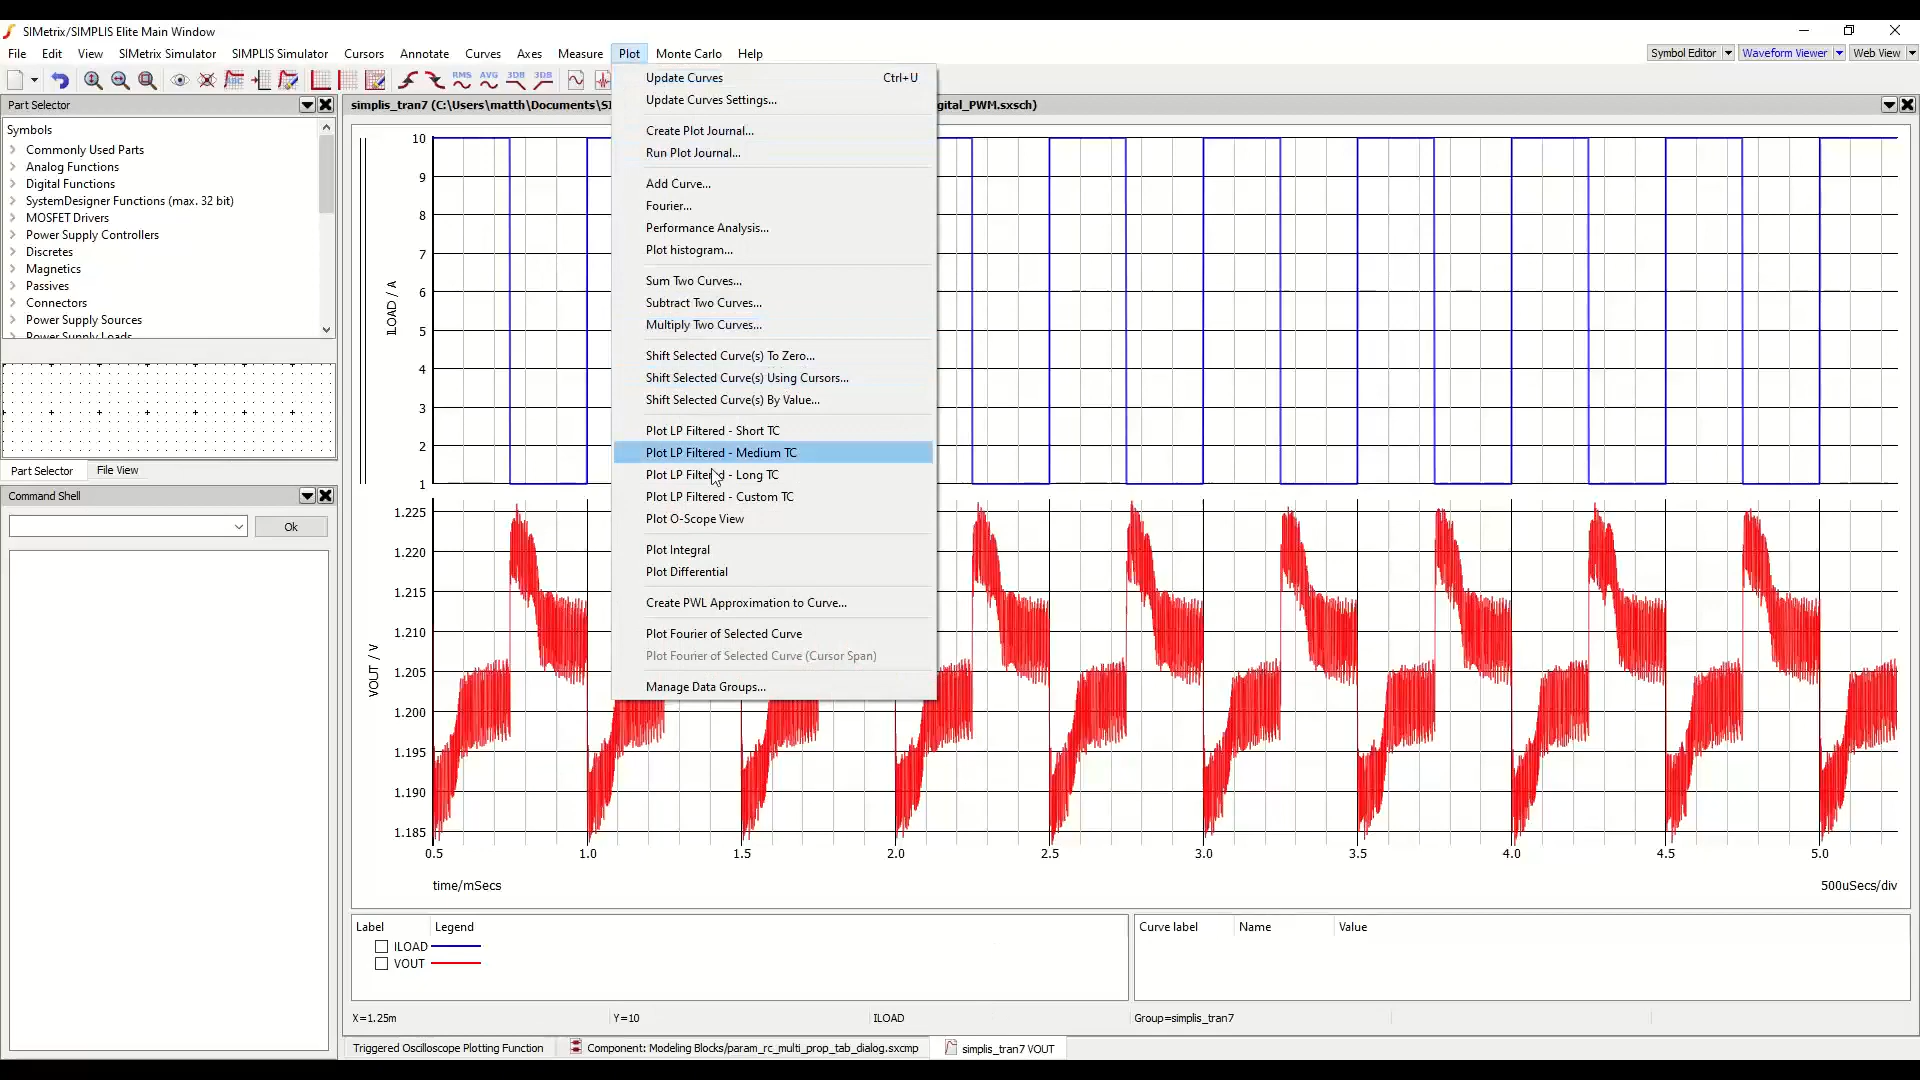 SIMetrix/SIMPLIS Elite Main Window
File Edit View SIMetrix Simulator SIMPLIS Simulator Cursors Annotate Curves Axes Measure Plot Monte Carlo Help
Symbol Editor Waveform Viewer Web View
RMS AVG 3DB 3DB
Part Selector
simplis_tran7 (C:\Users\matth\Documents\SI
gital_PWM.sxsch)
Symbols
Commonly Used Parts
Analog Functions
Digital Functions
SystemDesigner Functions (max. 32 bit)
MOSFET Drivers
Power Supply Controllers
Discretes
Magnetics
Passives
Connectors
Power Supply Sources
Power Supply Loads
Part Selector File View
Command Shell
Ok
Update Curves Ctrl+U
Update Curves Settings...
Create Plot Journal...
Run Plot Journal...
Add Curve...
Fourier...
Performance Analysis...
Plot histogram...
Sum Two Curves...
Subtract Two Curves...
Multiply Two Curves...
Shift Selected Curve(s) To Zero...
Shift Selected Curve(s) Using Cursors...
Shift Selected Curve(s) By Value...
Plot LP Filtered - Short TC
Plot LP Filtered - Medium TC
Plot LP Filtered - Long TC
Plot LP Filtered - Custom TC
Plot O-Scope View
Plot Integral
Plot Differential
Create PWL Approximation to Curve...
Plot Fourier of Selected Curve
Plot Fourier of Selected Curve (Cursor Span)
Manage Data Groups...
ILOAD / A
10
9
8
7
6
5
4
3
2
1
VOUT / V
1.225
1.220
1.215
1.210
1.205
1.200
1.195
1.190
1.185
0.5 1.0 1.5 2.0 2.5 3.0 3.5 4.0 4.5 5.0
time/mSecs 500uSecs/div
Label Legend
ILOAD
VOUT
Curve label Name Value
X=1.25m Y=10 ILOAD Group=simplis_tran7
Triggered Oscilloscope Plotting Function Component: Modeling Blocks/param_rc_multi_prop_tab_dialog.sxcmp simplis_tran7 VOUT